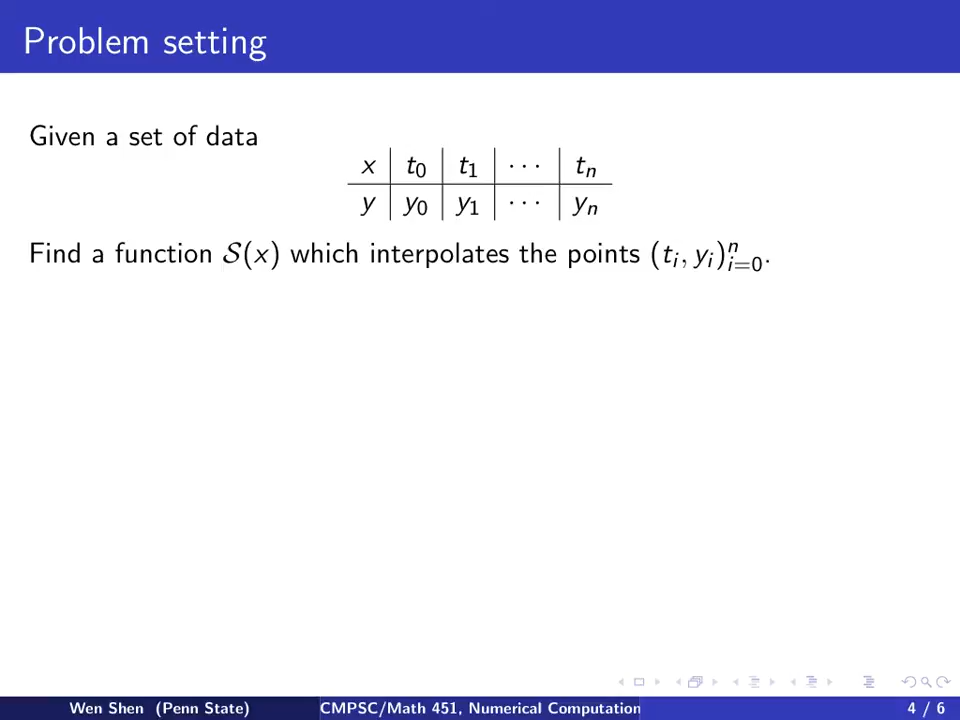 Problem setting
Given a set of data
x t₀ t₁ ··· tₙ
y y₀ y₁ ··· yₙ
Find a function 𝒮(x) which interpolates the points (tᵢ, yᵢ)ⁿᵢ₌₀.
Wen Shen (Penn State) CMPSC/Math 451, Numerical Computation 4 / 6